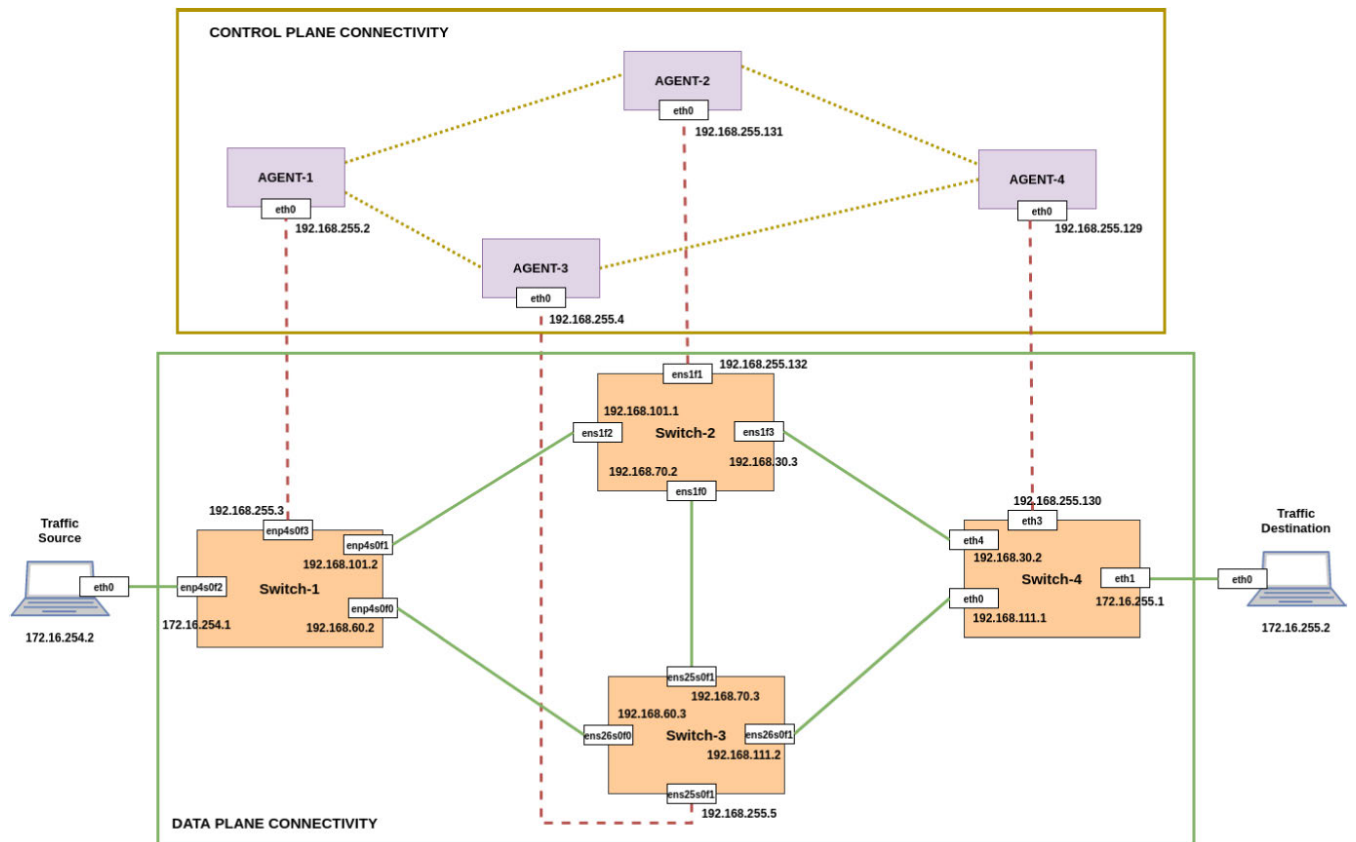 CONTROL PLANE CONNECTIVITY
AGENT-2
eth0
192.168.255.131
AGENT-1
eth0
192.168.255.2
AGENT-4
eth0
192.168.255.129
AGENT-3
eth0
192.168.255.4
192.168.255.132
ens1f1
192.168.101.1
ens1f2
Switch-2
ens1f3
192.168.30.3
192.168.70.2
ens1f0
Traffic
Source
eth0
172.16.254.2
192.168.255.3
enp4s0f3
enp4s0f1
192.168.101.2
enp4s0f2
Switch-1
172.16.254.1
enp4s0f0
192.168.60.2
192.168.255.130
eth3
eth4
192.168.30.2
Switch-4
eth1
172.16.255.1
eth0
192.168.111.1
Traffic
Destination
eth0
172.16.255.2
ens25s0f1
192.168.70.3
192.168.60.3
ens26s0f0
Switch-3
ens26s0f1
192.168.111.2
ens25s0f1
192.168.255.5
DATA PLANE CONNECTIVITY